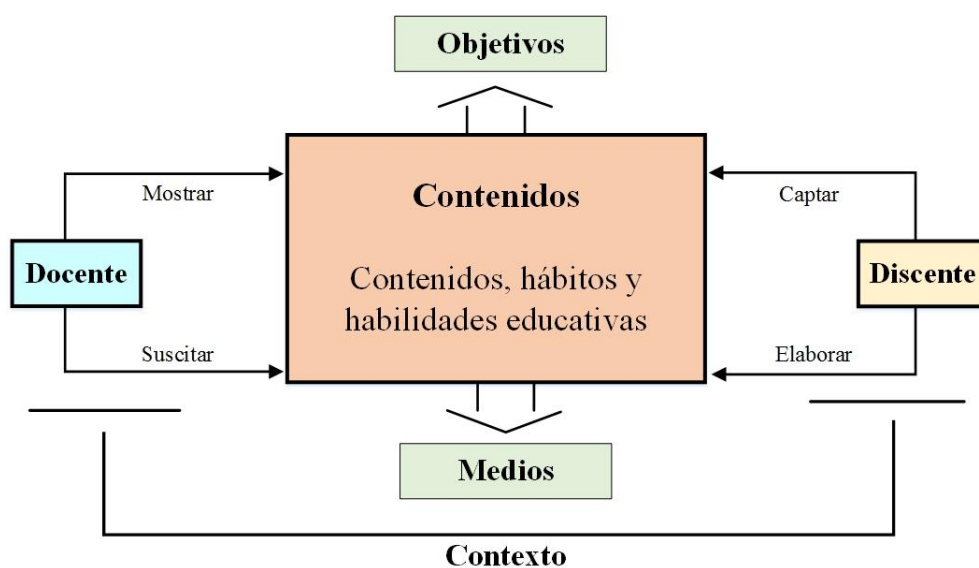 Objetivos
Mostrar
Contenidos
Captar
Docente
Contenidos, hábitos y
habilidades educativas
Discente
Suscitar
Elaborar
Medios
Contexto